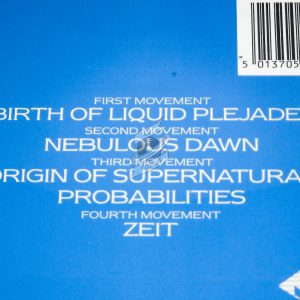 5 013705
FIRST MOVEMENT
BIRTH OF LIQUID PLEJADE
SECOND MOVEMENT
NEBULOUS DAWN
THIRD MOVEMENT
ORIGIN OF SUPERNATURA
PROBABILITIES
FOURTH MOVEMENT
ZEIT